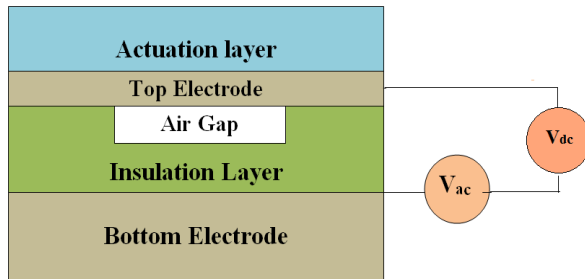 Actuation layer
Top Electrode
Air Gap
Insulation Layer
Bottom Electrode
Vac
Vdc